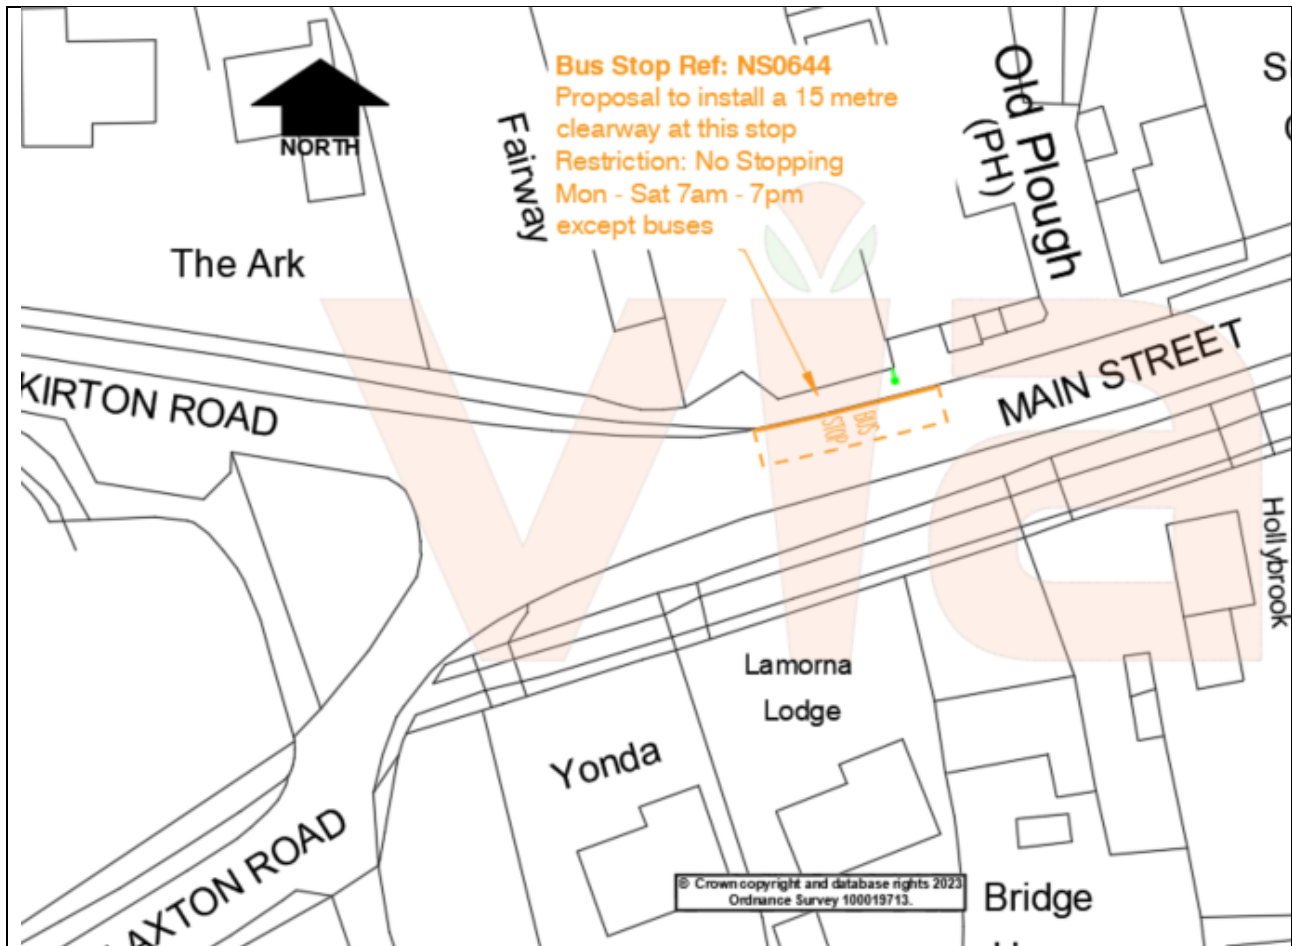 Bus Stop Ref: NS0644
Proposal to install a 15 metre
clearway at this stop
Restriction: No Stopping
Mon - Sat 7am - 7pm
except buses
NORTH
Fairway
Old Plough
(PH)
The Ark
KIRTON ROAD
MAIN STREET
BUS
STOP
via
Hollybrook
Lamorna
Lodge
Yonda
AXTON ROAD
© Crown copyright and database rights 2023
Ordnance Survey 100019713.
Bridge